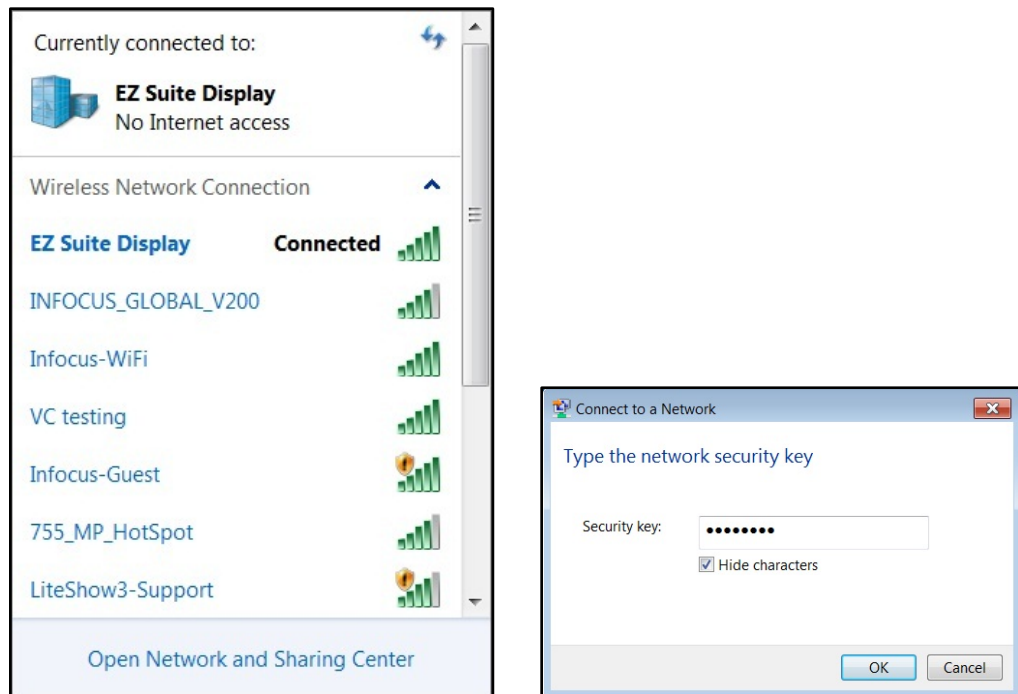 Currently connected to:
EZ Suite Display
No Internet access
Wireless Network Connection
EZ Suite Display Connected
INFOCUS_GLOBAL_V200
Infocus-WiFi
VC testing
Infocus-Guest
755_MP_HotSpot
LiteShow3-Support
Open Network and Sharing Center
Connect to a Network
Type the network security key
Security key: ••••••••
Hide characters
OK Cancel